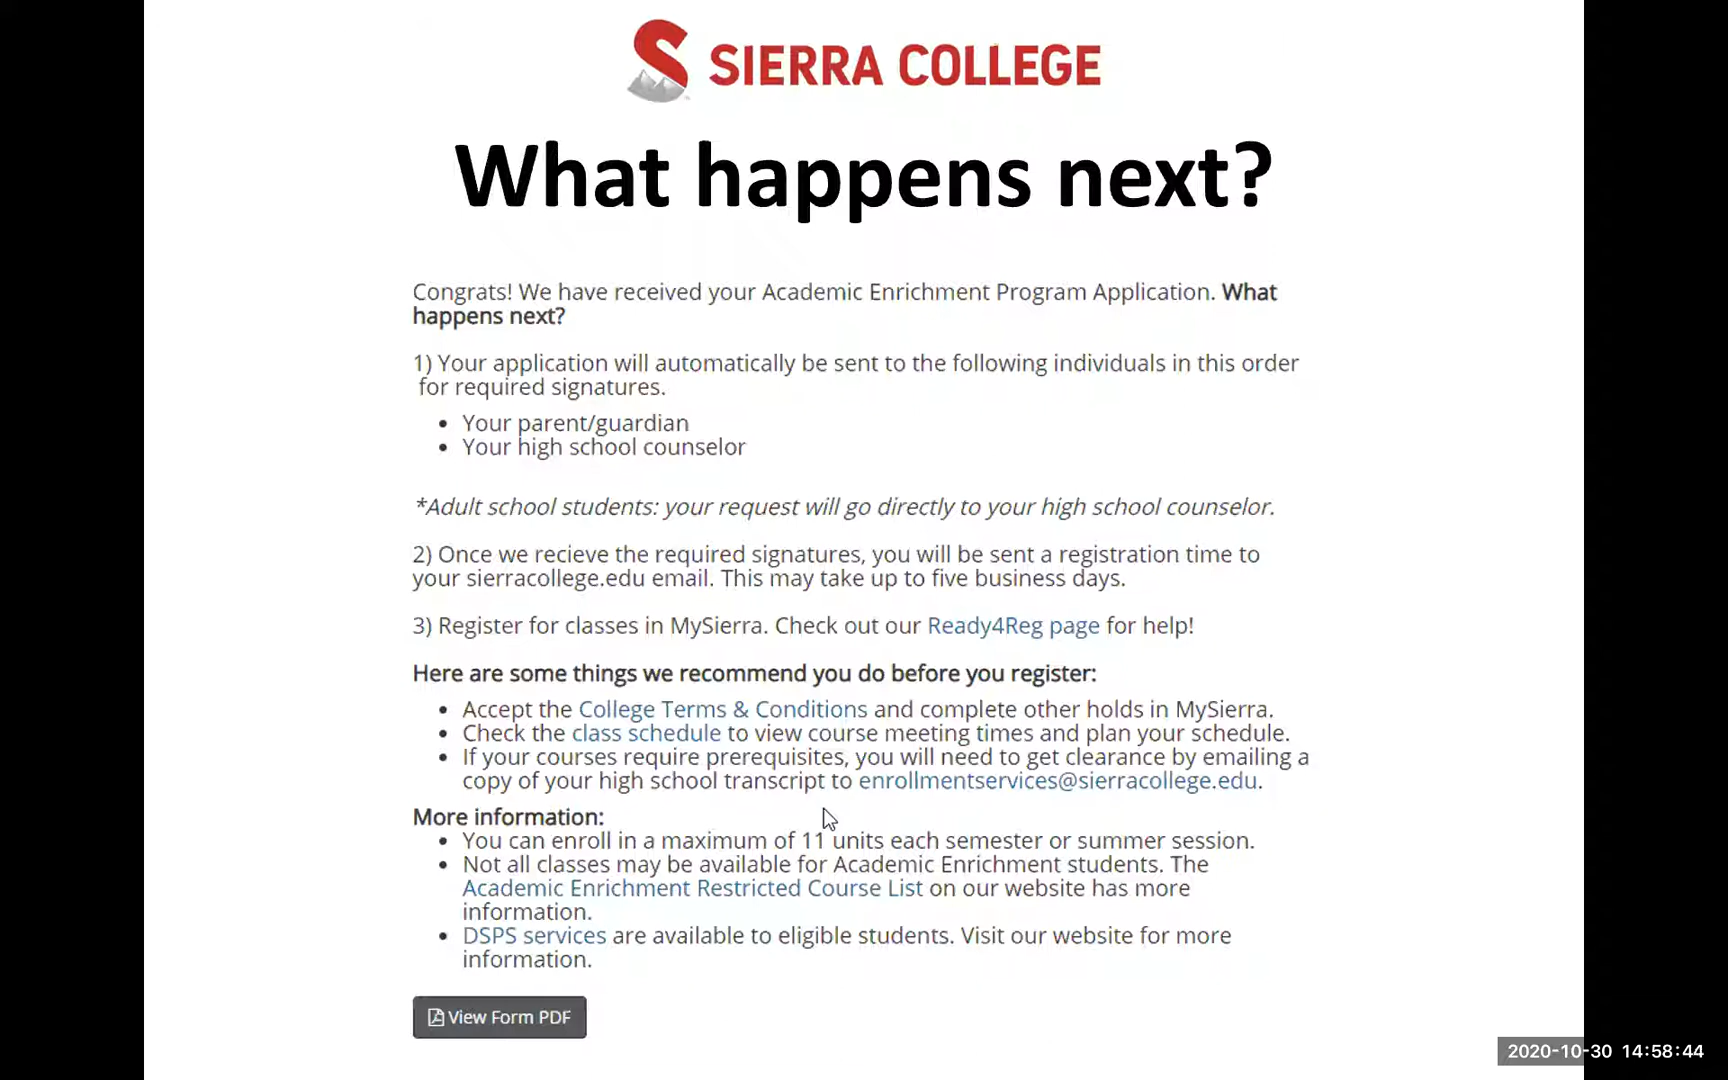 SIERRA COLLEGE
What happens next?
Congrats! We have received your Academic Enrichment Program Application. What
happens next?
1) Your application will automatically be sent to the following individuals in this order
for required signatures.
• Your parent/guardian
• Your high school counselor
*Adult school students: your request will go directly to your high school counselor.
2) Once we recieve the required signatures, you will be sent a registration time to
your sierracollege.edu email. This may take up to five business days.
3) Register for classes in MySierra. Check out our Ready4Reg page for help!
Here are some things we recommend you do before you register:
• Accept the College Terms & Conditions and complete other holds in MySierra.
• Check the class schedule to view course meeting times and plan your schedule.
• If your courses require prerequisites, you will need to get clearance by emailing a
copy of your high school transcript to enrollmentservices@sierracollege.edu.
More information:
• You can enroll in a maximum of 11 units each semester or summer session.
• Not all classes may be available for Academic Enrichment students. The
Academic Enrichment Restricted Course List on our website has more
information.
• DSPS services are available to eligible students. Visit our website for more
information.
View Form PDF
2020-10-30 14:58:44